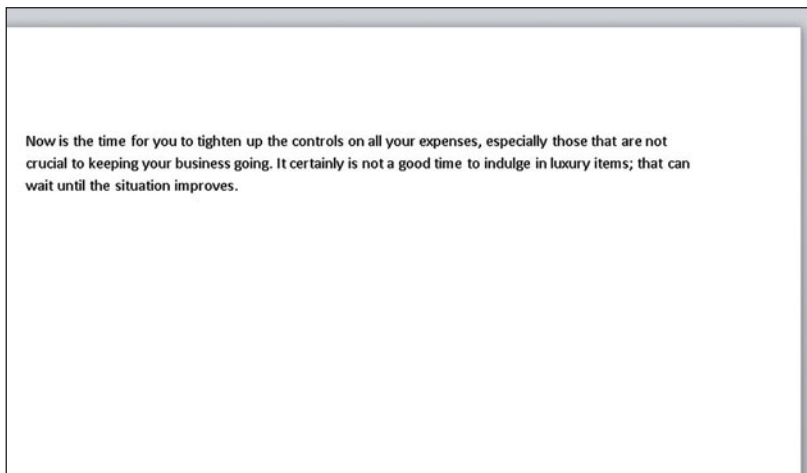 Now is the time for you to tighten up the controls on all your expenses, especially those that are not
crucial to keeping your business going. It certainly is not a good time to indulge in luxury items; that can
wait until the situation improves.